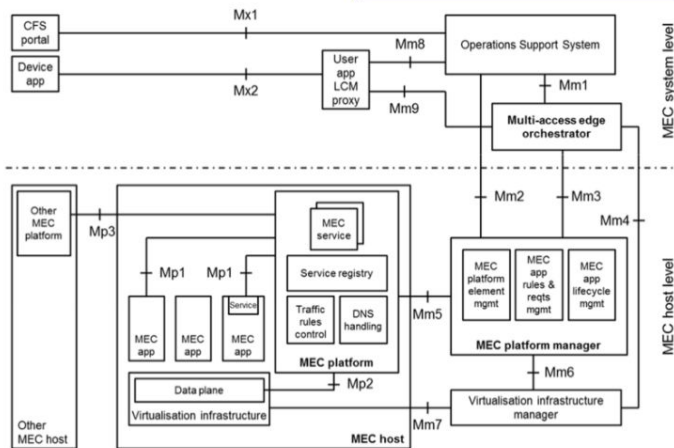 CFS
portal
Mx1
Operations Support System
Device
app
Mx2
User
app
LCM
proxy
Mm8
Mm9
Mm1
Multi-access edge
orchestrator
MEC system level
Mm2
Mm3
Mm4
Other
MEC
platform
Mp3
MEC
service
Service registry
Mp1
Mp1
Service
MEC
app
MEC
app
MEC
app
Traffic
rules
control
DNS
handling
MEC platform
Mm5
MEC
platform
element
mgmt
MEC
app
rules &
reqts
mgmt
MEC
app
lifecycle
mgmt
MEC platform manager
MEC host level
Mp2
Data plane
Virtualisation infrastructure
Mm6
Mm7
Virtualisation infrastructure
manager
Other
MEC host
MEC host